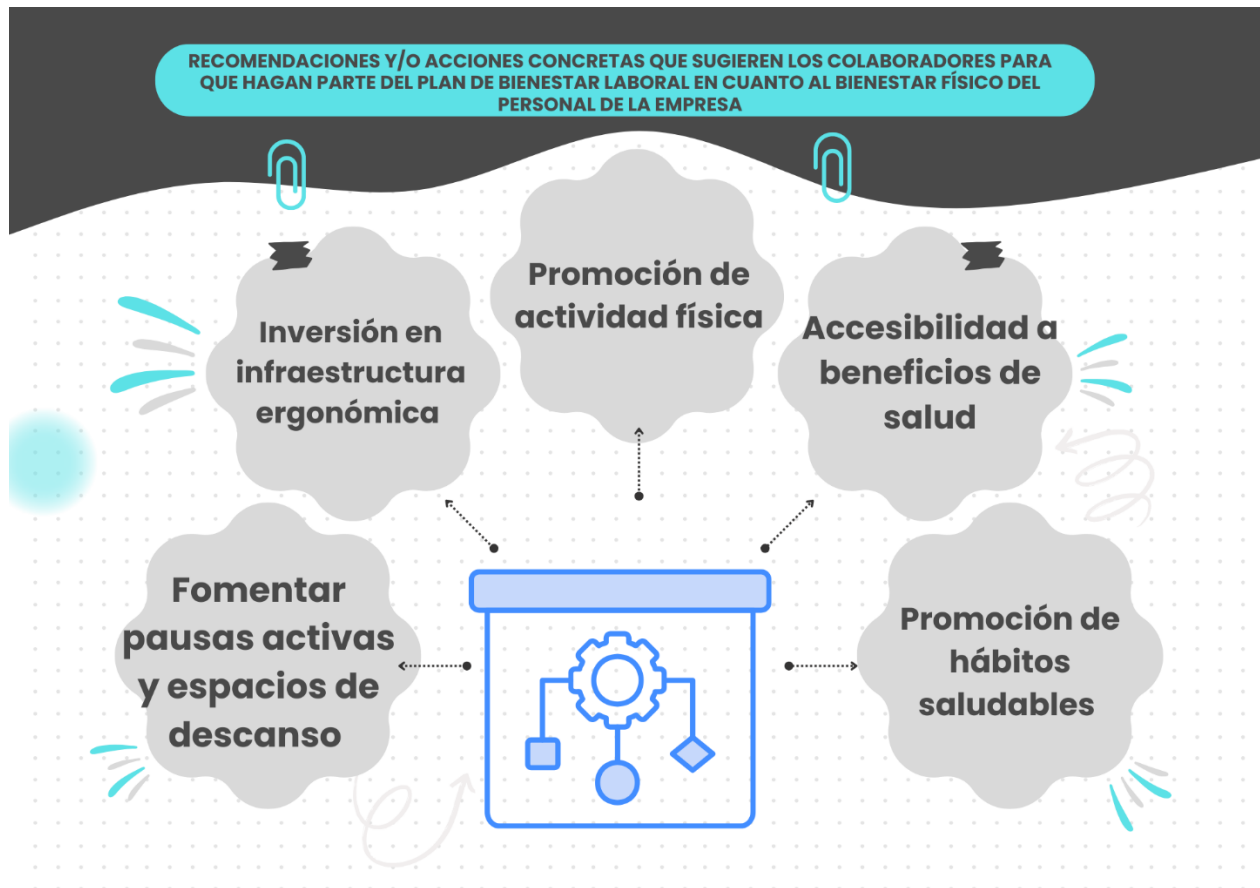 RECOMENDACIONES Y/O ACCIONES CONCRETAS QUE SUGIEREN LOS COLABORADORES PARA
QUE HAGAN PARTE DEL PLAN DE BIENESTAR LABORAL EN CUANTO AL BIENESTAR FÍSICO DEL
PERSONAL DE LA EMPRESA
Fomentar
pausas activas
y espacios de
descanso
Inversión en
infraestructura
ergonómica
Promoción de
actividad física
Accesibilidad a
beneficios de
salud
Promoción de
hábitos
saludables